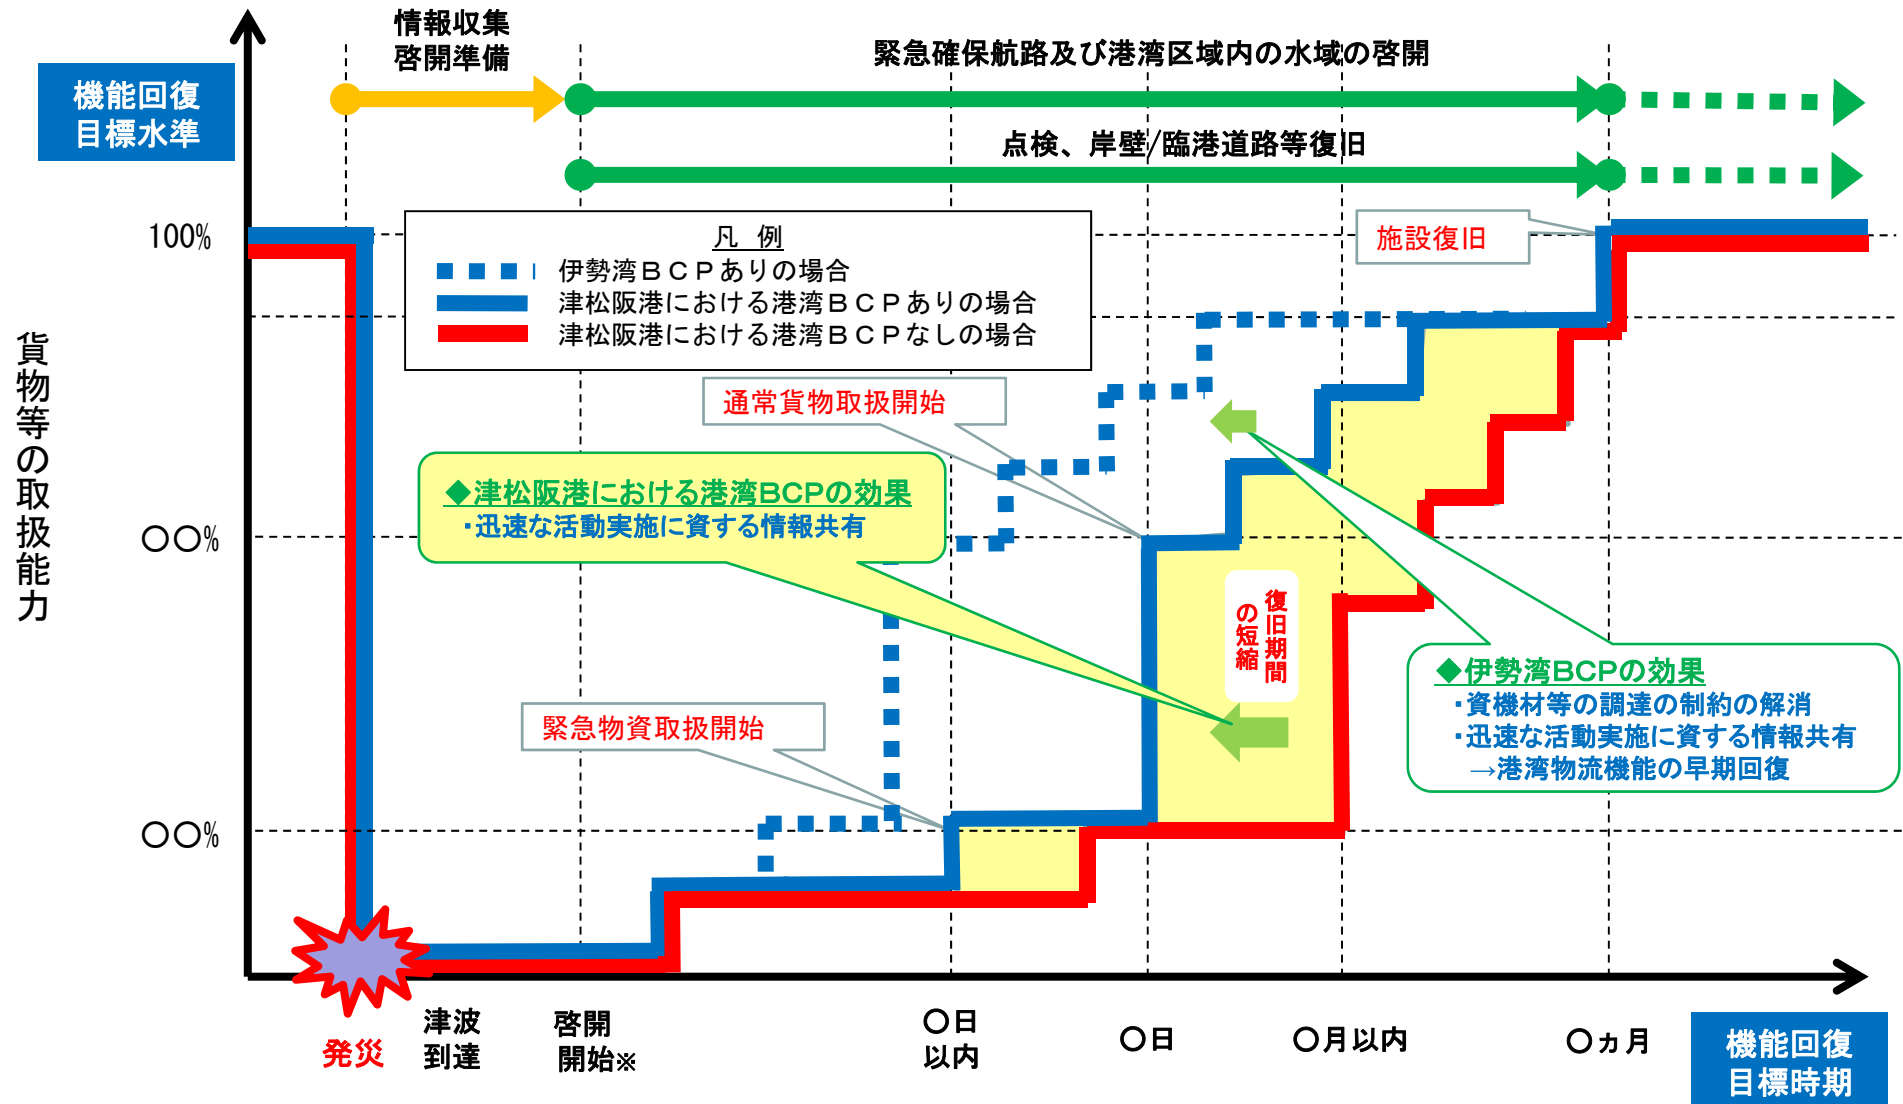 情報収集
啓開準備
緊急確保航路及び港湾区域内の水域の啓開
機能回復
目標水準
点検、岸壁/臨港道路等復旧
100%
凡 例
伊勢湾BCPありの場合
津松阪港における港湾BCPありの場合
津松阪港における港湾BCPなしの場合
施設復旧
貨物等の取扱能力
通常貨物取扱開始
◆津松阪港における港湾BCPの効果
・迅速な活動実施に資する情報共有
〇〇%
復旧期間
の短縮
◆伊勢湾BCPの効果
・資機材等の調達の制約の解消
・迅速な活動実施に資する情報共有
→港湾物流機能の早期回復
緊急物資取扱開始
〇〇%
発災
津波
到達
啓開
開始※
〇日
以内
〇日
〇月以内
〇ヵ月
機能回復
目標時期